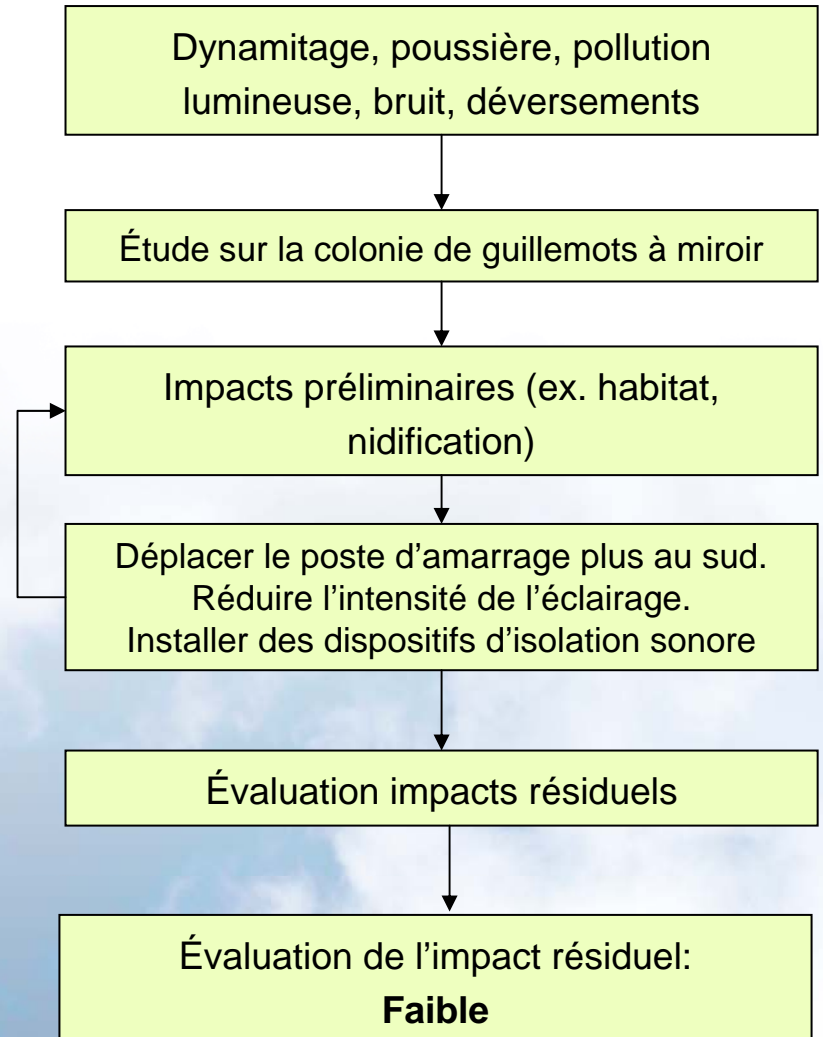 Dynamitage, poussière, pollution
lumineuse, bruit, déversements
Étude sur la colonie de guillemots à miroir
Impacts préliminaires (ex. habitat,
nidification)
Déplacer le poste d’amarrage plus au sud.
Réduire l’intensité de l’éclairage.
Installer des dispositifs d’isolation sonore
Évaluation impacts résiduels
Évaluation de l’impact résiduel:
Faible